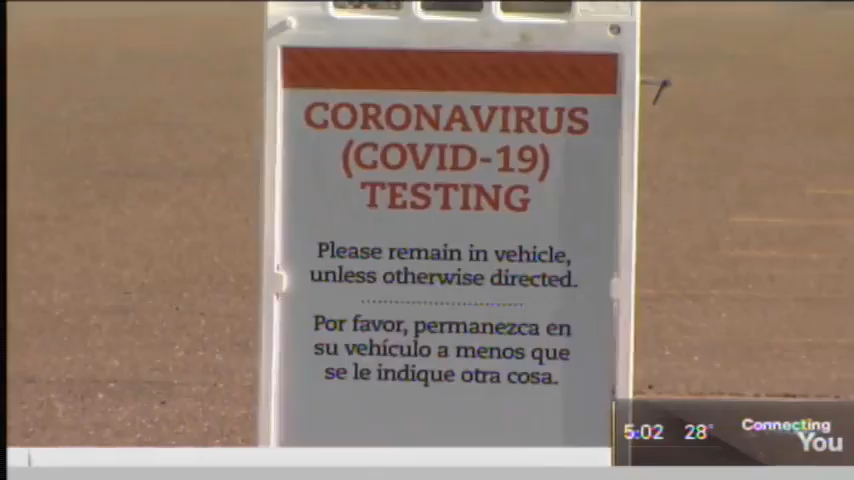 CORONAVIRUS
(COVID-19)
TESTING
Please remain in vehicle,
unless otherwise directed.
Por favor, permanezca en
su vehículo a menos que
se le indique otra cosa.
5:02 28°
Connecting
You